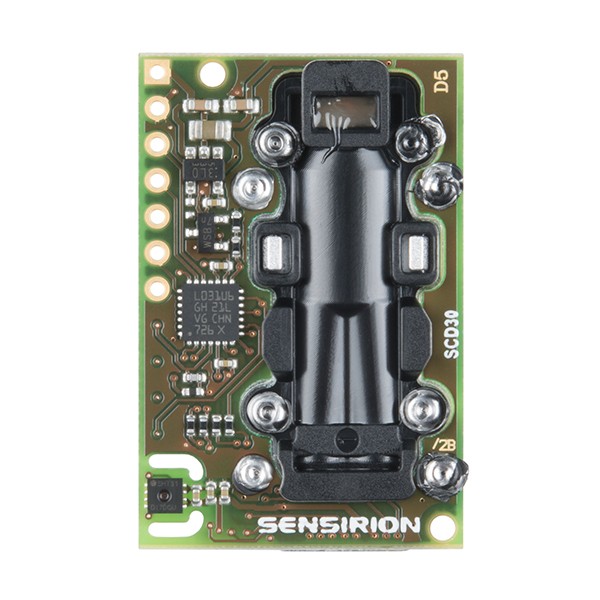 D5
L031U6
GH 21L
VG CHN
726 X
SCD30
/2B
SENSIRION